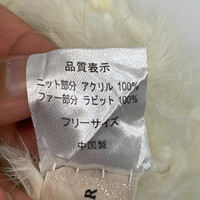 品質表示
ニット部分 アクリル 100%
ファー部分 ラビット 100%
フリーサイズ
中国製
R